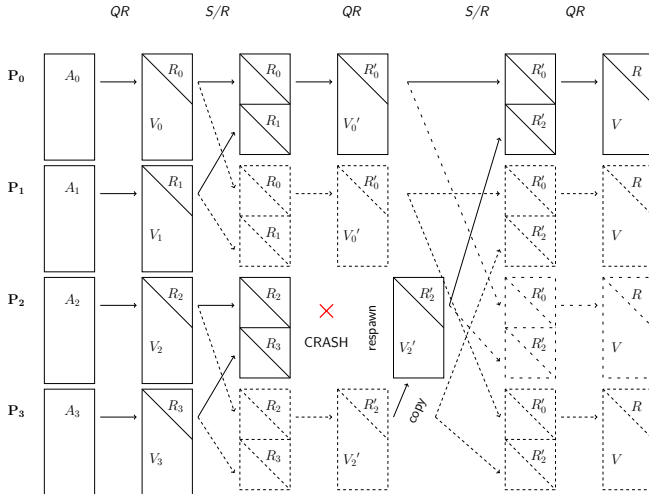 QR S/R QR S/R QR
P₀ A₀ R₀ R₀ R′₀ R′₀ R
V₀ R₁ V₀′ R′₂ V
P₁ A₁ R₁ R₀ R′₀ R′₀ R
V₁ R₁ V₀′ R′₂ V
P₂ A₂ R₂ R₂ R′₂ R′₀ R
V₂ R₃ CRASH respawn V₂′ R′₂ V
P₃ A₃ R₃ R₂ R′₂ copy R′₀ R
V₃ R₃ V₂′ R′₂ V